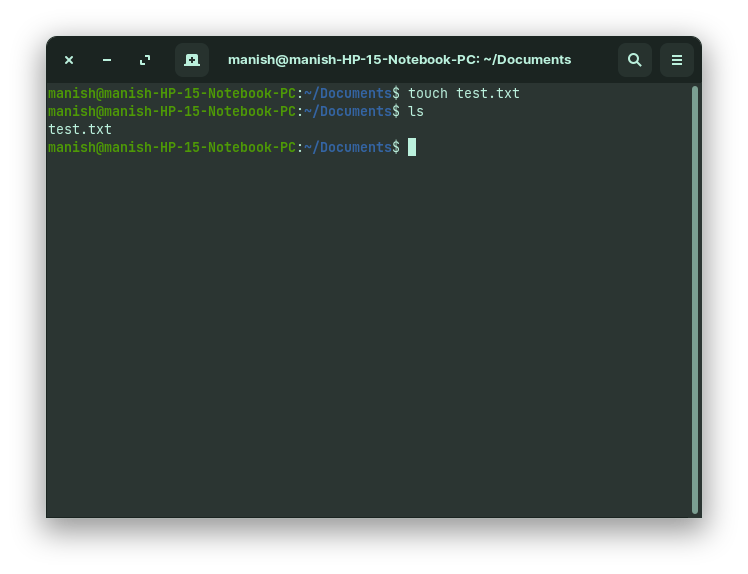 manish@manish-HP-15-Notebook-PC: ~/Documents
manish@manish-HP-15-Notebook-PC:~/Documents$ touch test.txt
manish@manish-HP-15-Notebook-PC:~/Documents$ ls
test.txt
manish@manish-HP-15-Notebook-PC:~/Documents$